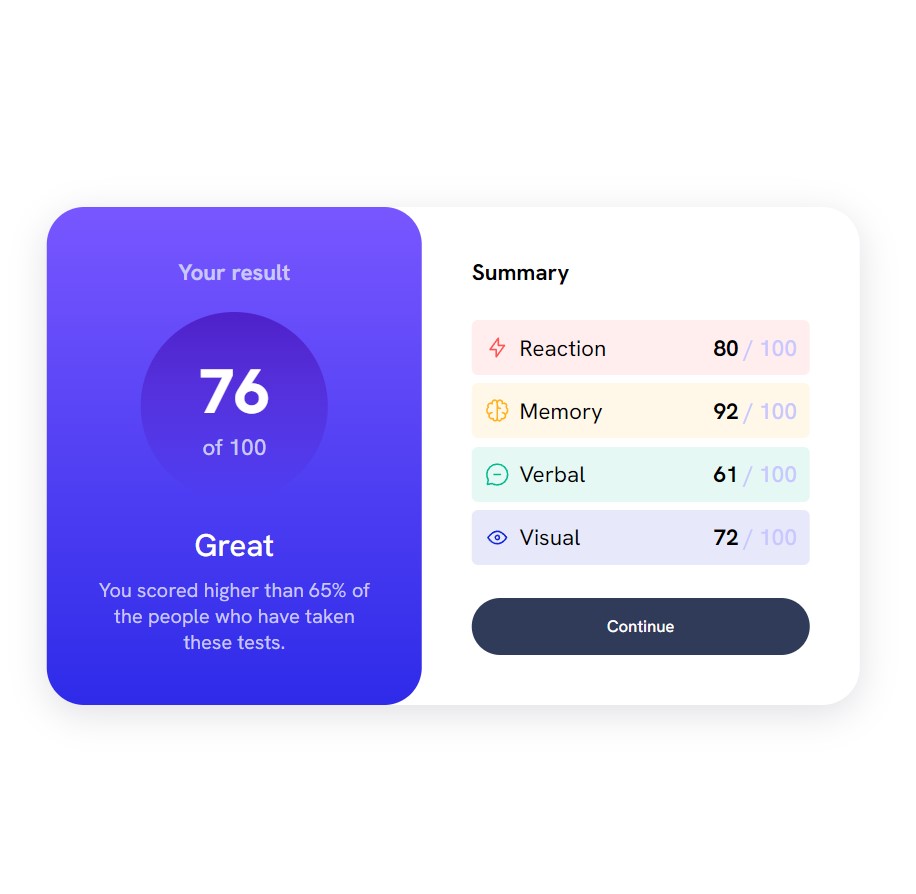 Your result
76
of 100
Great
You scored higher than 65% of
the people who have taken
these tests.
Summary
Reaction 80 / 100
Memory 92 / 100
Verbal 61 / 100
Visual 72 / 100
Continue